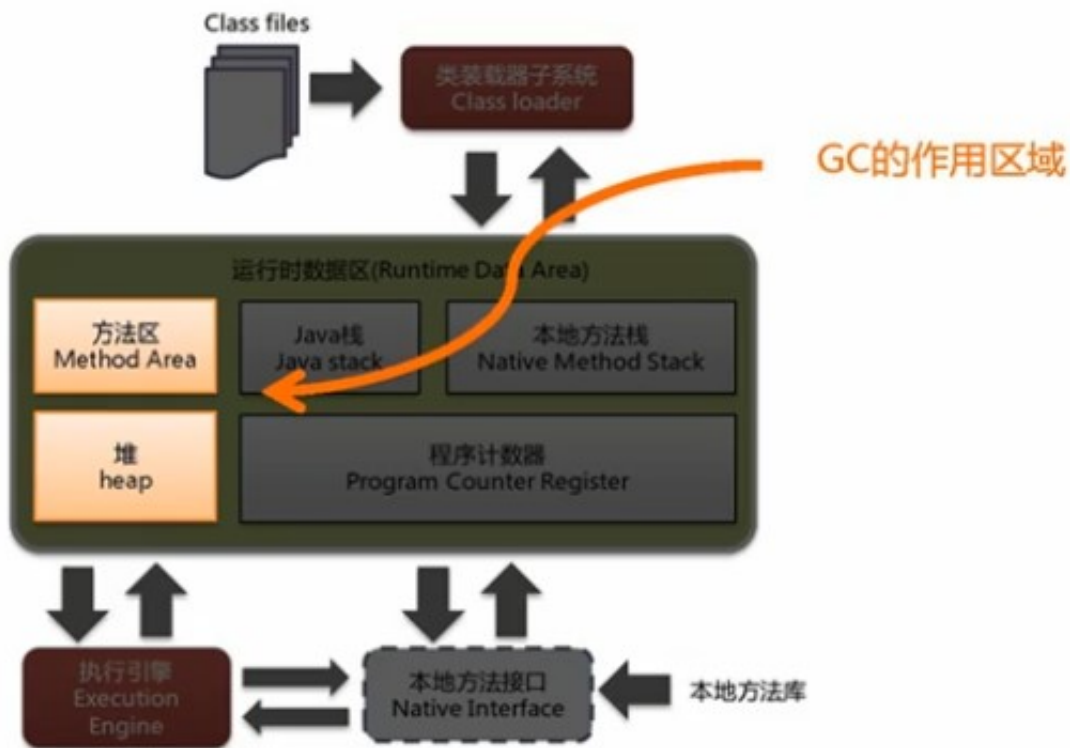 Class files
类装载器子系统
Class loader
GC的作用区域
运行时数据区(Runtime Data Area)
方法区
Method Area
Java栈
Java stack
本地方法栈
Native Method Stack
堆
heap
程序计数器
Program Counter Register
执行引擎
Execution
Engine
本地方法接口
Native Interface
本地方法库